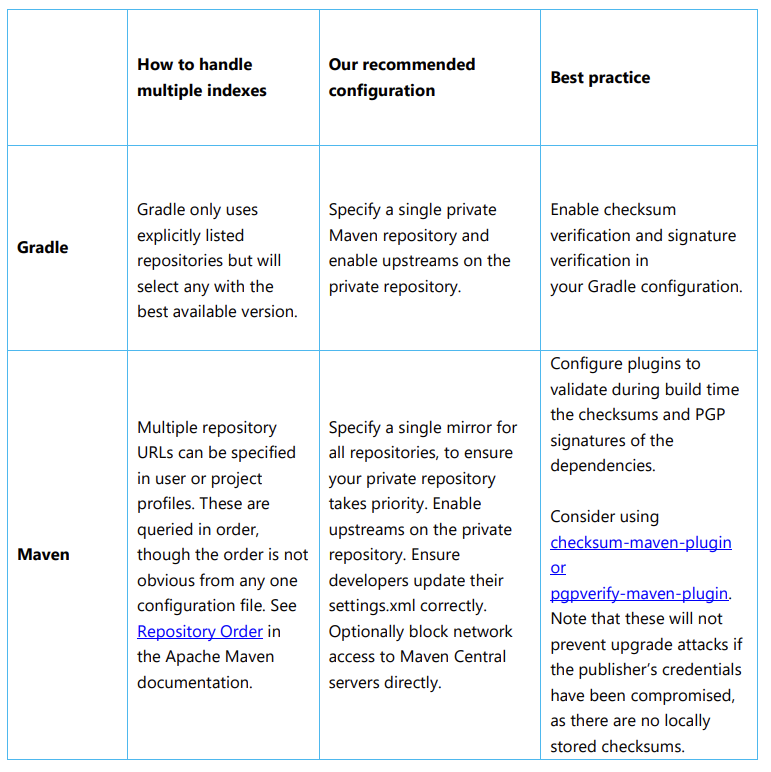 How to handle
multiple indexes
Our recommended
configuration
Best practice
Gradle
Gradle only uses
explicitly listed
repositories but will
select any with the
best available version.
Specify a single private
Maven repository and
enable upstreams on the
private repository.
Enable checksum
verification and signature
verification in
your Gradle configuration.
Maven
Multiple repository
URLs can be specified
in user or project
profiles. These are
queried in order,
though the order is not
obvious from any one
configuration file. See
Repository Order in
the Apache Maven
documentation.
Specify a single mirror for
all repositories, to ensure
your private repository
takes priority. Enable
upstreams on the private
repository. Ensure
developers update their
settings.xml correctly.
Optionally block network
access to Maven Central
servers directly.
Configure plugins to
validate during build time
the checksums and PGP
signatures of the
dependencies.
Consider using
checksum-maven-plugin
or
pgpverify-maven-plugin.
Note that these will not
prevent upgrade attacks if
the publisher’s credentials
have been compromised,
as there are no locally
stored checksums.